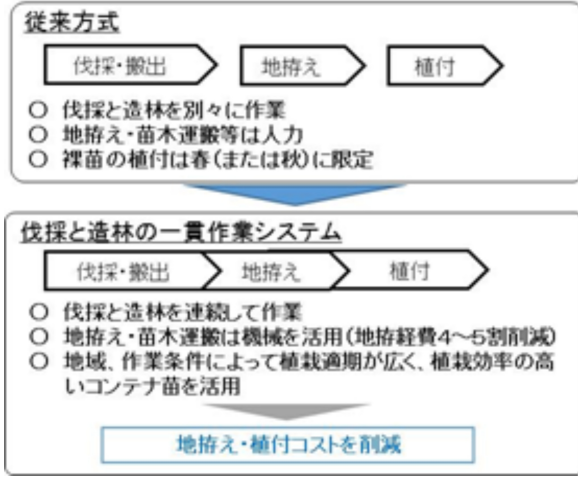 従来方式
伐採・搬出 地拵え 植付
○ 伐採と造林を別々に作業
○ 地拵え・苗木運搬等は人力
○ 裸苗の植付は春(または秋)に限定
伐採と造林の一貫作業システム
伐採・搬出 地拵え 植付
○ 伐採と造林を連続して作業
○ 地拵え・苗木運搬は機械を活用(地拵経費4~5割削減)
○ 地域、作業条件によって植栽適期が広く、植栽効率の高
いコンテナ苗を活用
地拵え・植付コストを削減